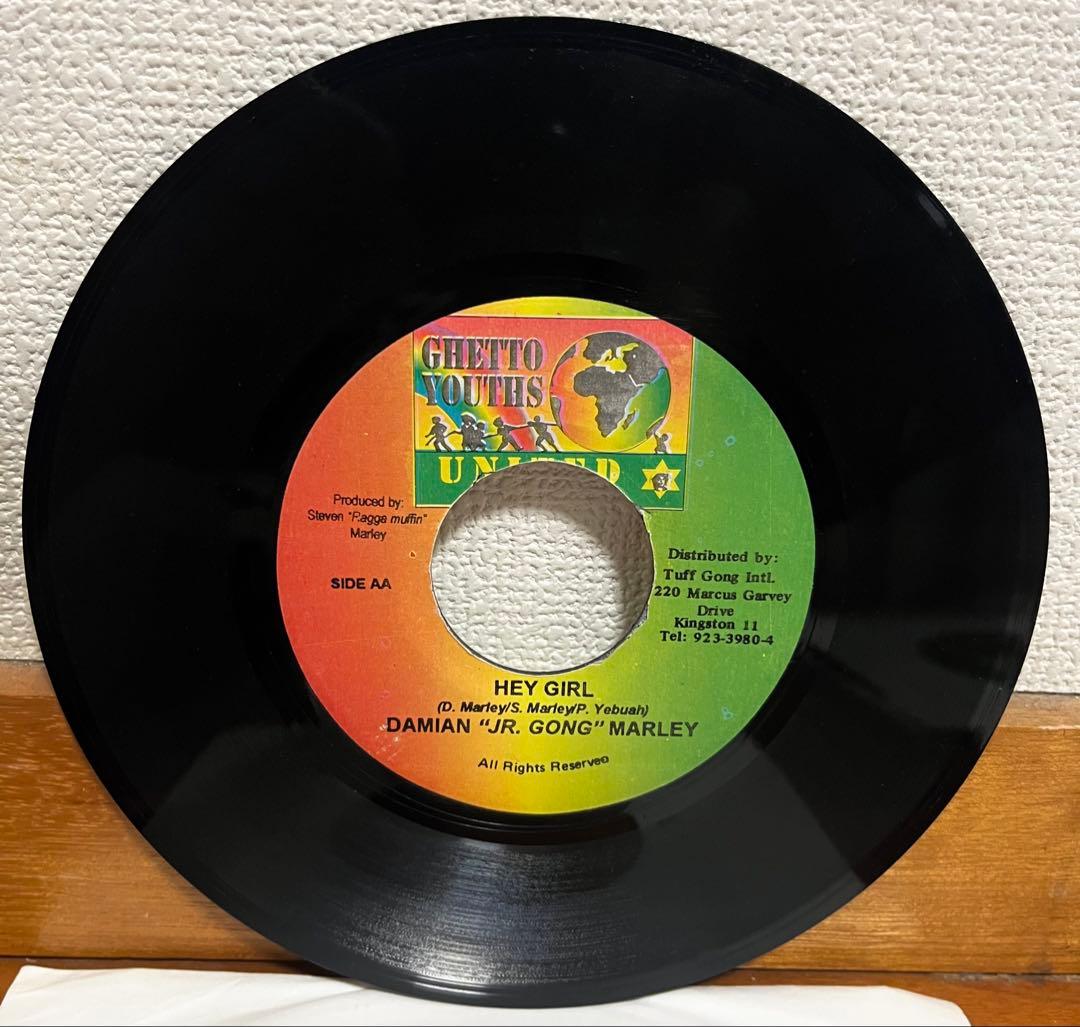 GHETTO
YOUTHS
UNITED
Produced by:
Steven "Ragga muffin"
Marley
SIDE AA
Distributed by:
Tuff Gong Intl.
220 Marcus Garvey
Drive
Kingston 11
Tel: 923-3980-4
HEY GIRL
(D. Marley/S. Marley/P. Yebuah)
DAMIAN "JR. GONG" MARLEY
All Rights Reserved